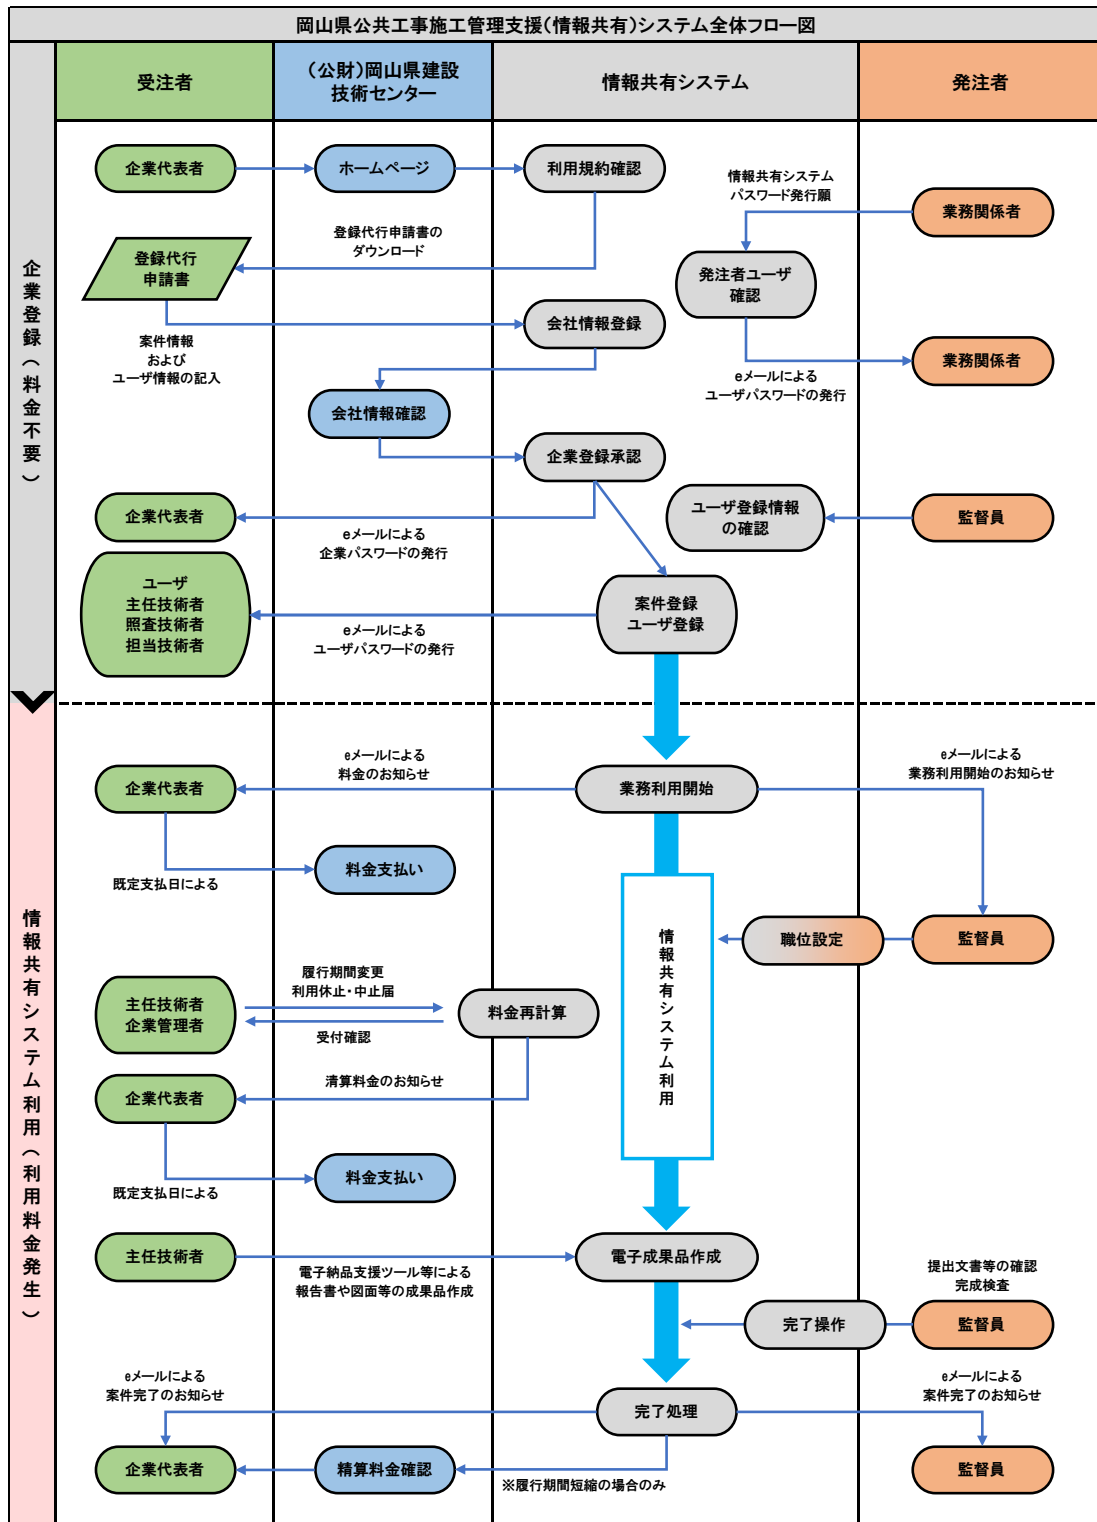 岡山県公共工事施工管理支援（情報共有）システム全体フロー図
受注者
（公財）岡山県建設
技術センター
情報共有システム
発注者
企業登録（料金不要）
企業代表者
ホームページ
利用規約確認
情報共有システム
パスワード発行願
業務関係者
登録代行申請書の
ダウンロード
登録代行
申請書
発注者ユーザ
確認
会社情報登録
案件情報
および
ユーザ情報の記入
業務関係者
eメールによる
ユーザパスワードの発行
会社情報確認
企業登録承認
企業代表者
eメールによる
企業パスワードの発行
ユーザ登録情報
の確認
監督員
ユーザ
主任技術者
照査技術者
担当技術者
案件登録
ユーザ登録
eメールによる
ユーザパスワードの発行
情報共有システム利用（利用料金発生）
eメールによる
料金のお知らせ
eメールによる
業務利用開始のお知らせ
企業代表者
業務利用開始
料金支払い
既定支払日による
情報共有システム利用
職位設定
監督員
履行期間変更
利用休止・中止届
主任技術者
企業管理者
料金再計算
受付確認
清算料金のお知らせ
企業代表者
料金支払い
既定支払日による
主任技術者
電子成果品作成
電子納品支援ツール等による
報告書や図面等の成果品作成
提出文書等の確認
完成検査
完了操作
監督員
eメールによる
案件完了のお知らせ
eメールによる
案件完了のお知らせ
完了処理
企業代表者
精算料金確認
※履行期間短縮の場合のみ
監督員